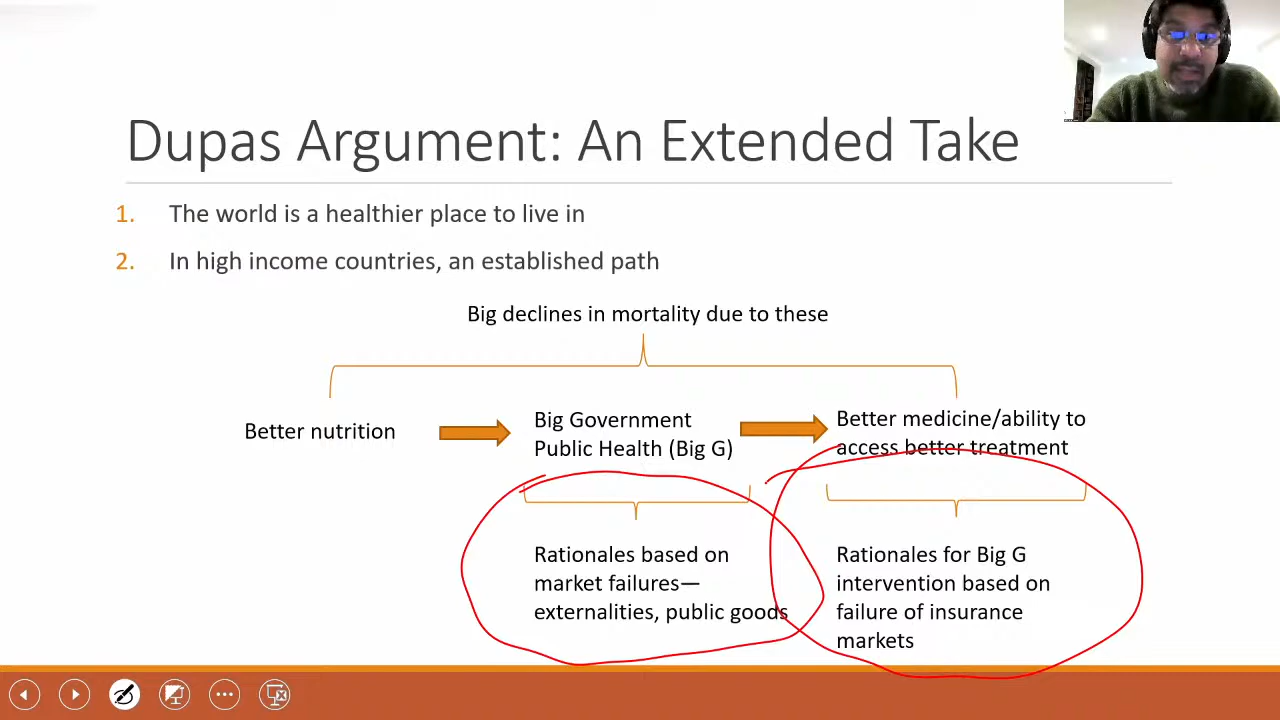 Dupas Argument: An Extended Take
1. The world is a healthier place to live in
2. In high income countries, an established path
Big declines in mortality due to these
Better nutrition
Big Government
Public Health (Big G)
Better medicine/ability to
access better treatment
Rationales based on
market failures—
externalities, public goods
Rationales for Big G
intervention based on
failure of insurance
markets